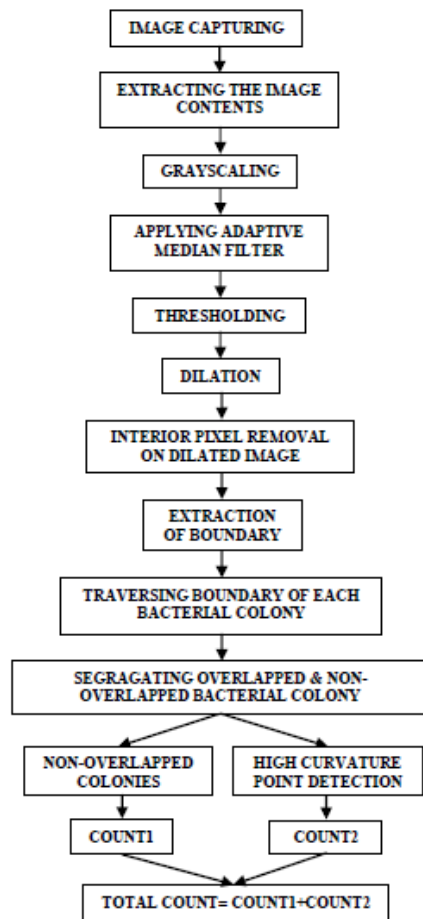 IMAGE CAPTURING
EXTRACTING THE IMAGE
CONTENTS
GRAYSCALING
APPLYING ADAPTIVE
MEDIAN FILTER
THRESHOLDING
DILATION
INTERIOR PIXEL REMOVAL
ON DILATED IMAGE
EXTRACTION
OF BOUNDARY
TRAVERSING BOUNDARY OF EACH
BACTERIAL COLONY
SEGRAGATING OVERLAPPED & NON-
OVERLAPPED BACTERIAL COLONY
NON-OVERLAPPED
COLONIES
HIGH CURVATURE
POINT DETECTION
COUNT1
COUNT2
TOTAL COUNT= COUNT1+COUNT2